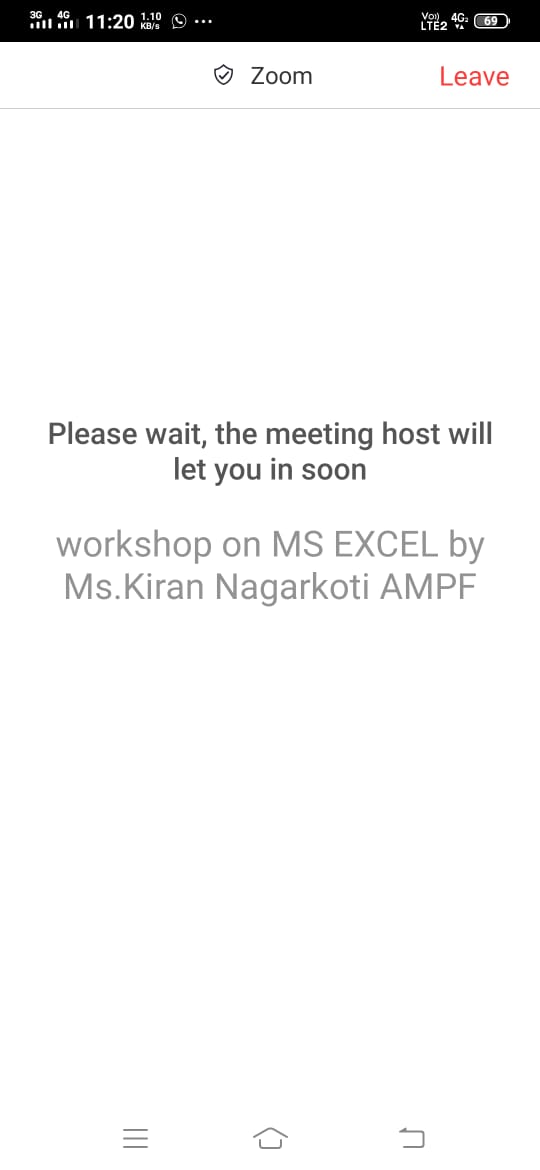 3G 4G 11:20 1.10 KB/s ... Vo)) LTE2 4G 69
Zoom Leave
Please wait, the meeting host will
let you in soon
workshop on MS EXCEL by
Ms.Kiran Nagarkoti AMPF